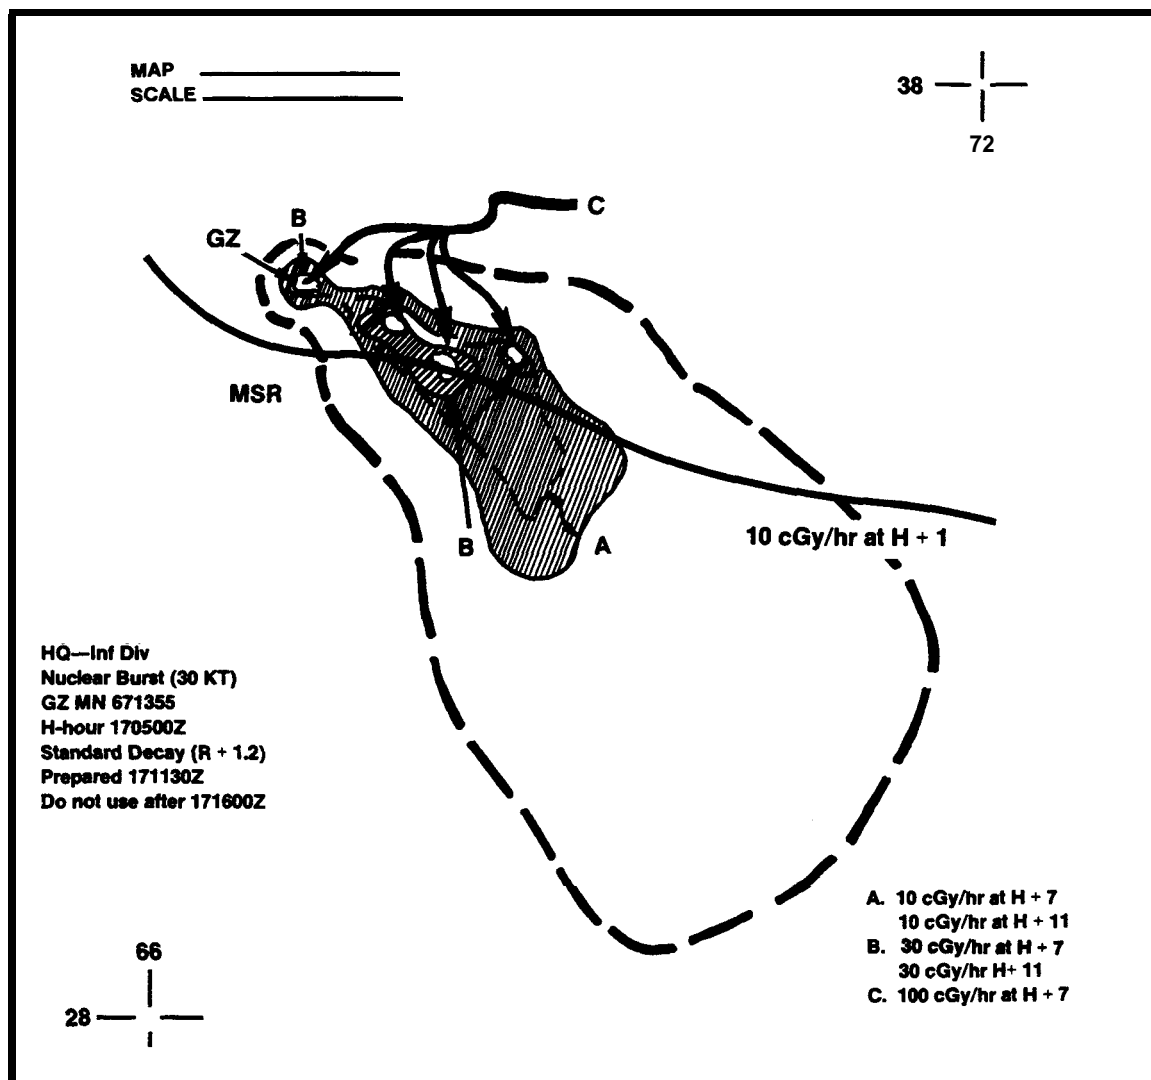 MAP
SCALE
38
72
C
B
GZ
MSR
10 cGy/hr at H + 1
B
A
HQ—Inf Div
Nuclear Burst (30 KT)
GZ MN 671355
H-hour 170500Z
Standard Decay (R + 1.2)
Prepared 171130Z
Do not use after 171600Z
A. 10 cGy/hr at H + 7
10 cGy/hr at H + 11
B. 30 cGy/hr at H + 7
30 cGy/hr H+ 11
C. 100 cGy/hr at H + 7
66
28